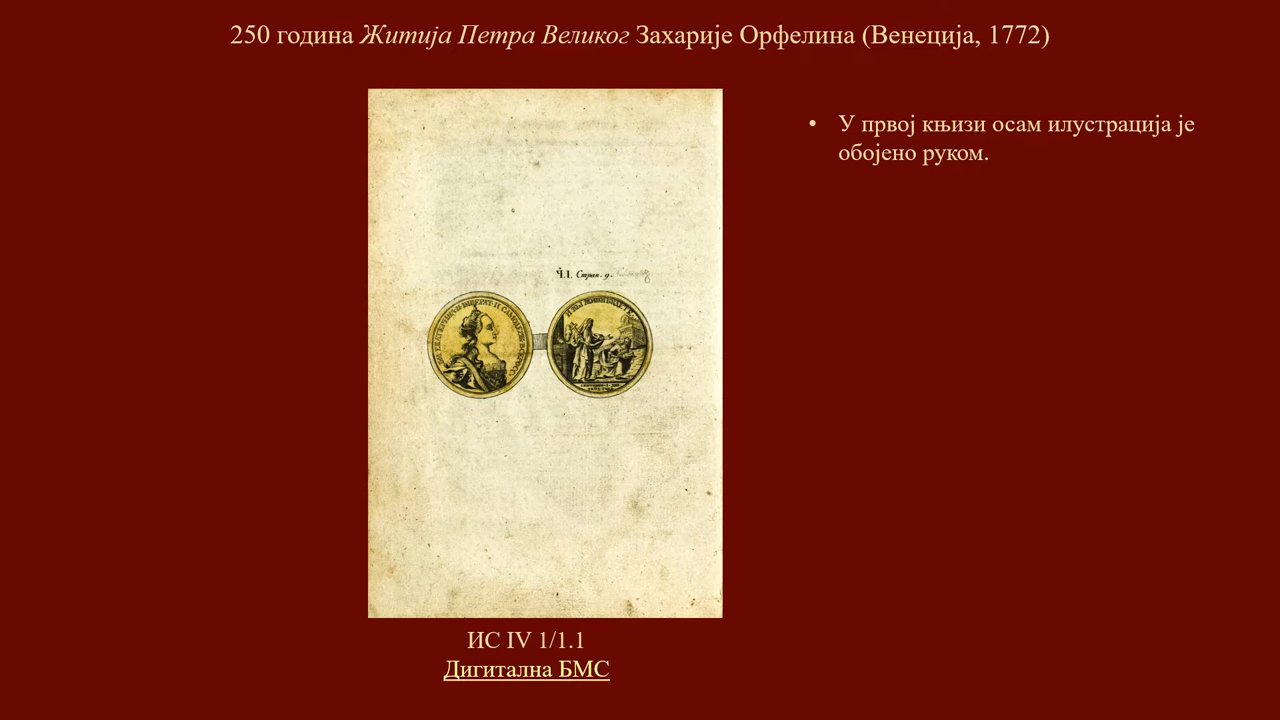 250 година Житија Петра Великог Захарије Орфелина (Венеција, 1772)
• У првој књизи осам илустрација је
обојено руком.
Ч.I. Стран. 9.
ИС IV 1/1.1
Дигитална БМС